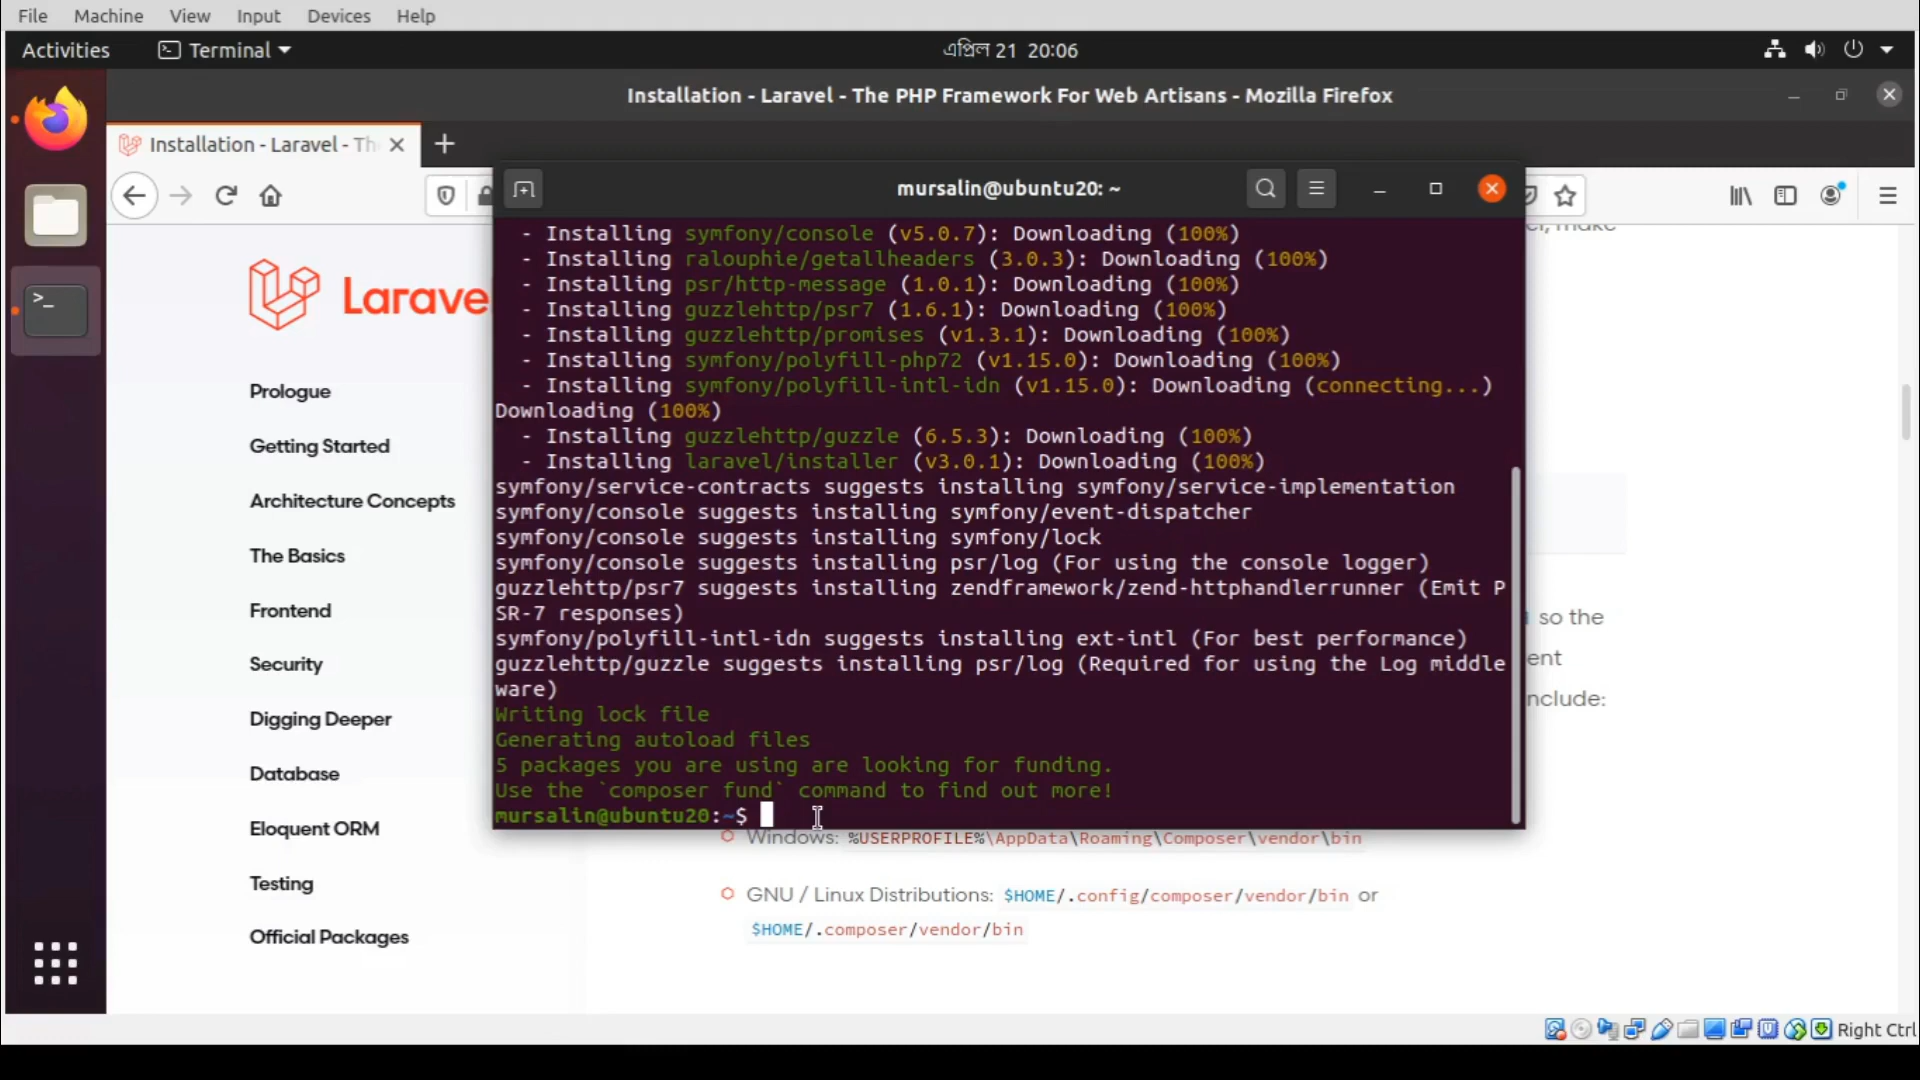 File Machine View Input Devices Help
Activities Terminal এপ্রিল 21 20:06
Installation - Laravel - The PHP Framework For Web Artisans - Mozilla Firefox
Installation - Laravel - Th
mursalin@ubuntu20: ~
Larave
Prologue
Getting Started
Architecture Concepts
The Basics
Frontend
Security
Digging Deeper
Database
Eloquent ORM
Testing
Official Packages
- Installing symfony/console (v5.0.7): Downloading (100%)
- Installing ralouphie/getallheaders (3.0.3): Downloading (100%)
- Installing psr/http-message (1.0.1): Downloading (100%)
- Installing guzzlehttp/psr7 (1.6.1): Downloading (100%)
- Installing guzzlehttp/promises (v1.3.1): Downloading (100%)
- Installing symfony/polyfill-php72 (v1.15.0): Downloading (100%)
- Installing symfony/polyfill-intl-idn (v1.15.0): Downloading (connecting...)
Downloading (100%)
- Installing guzzlehttp/guzzle (6.5.3): Downloading (100%)
- Installing laravel/installer (v3.0.1): Downloading (100%)
symfony/service-contracts suggests installing symfony/service-implementation
symfony/console suggests installing symfony/event-dispatcher
symfony/console suggests installing symfony/lock
symfony/console suggests installing psr/log (For using the console logger)
guzzlehttp/psr7 suggests installing zendframework/zend-httphandlerrunner (Emit P
SR-7 responses)
symfony/polyfill-intl-idn suggests installing ext-intl (For best performance)
guzzlehttp/guzzle suggests installing psr/log (Required for using the Log middle
ware)
Writing lock file
Generating autoload files
5 packages you are using are looking for funding.
Use the `composer fund` command to find out more!
mursalin@ubuntu20:~$
make
so the
ent
nclude:
Windows: %USERPROFILE%\AppData\Roaming\Composer\vendor\bin
GNU / Linux Distributions: $HOME/.config/composer/vendor/bin or
$HOME/.composer/vendor/bin
Right Ctrl